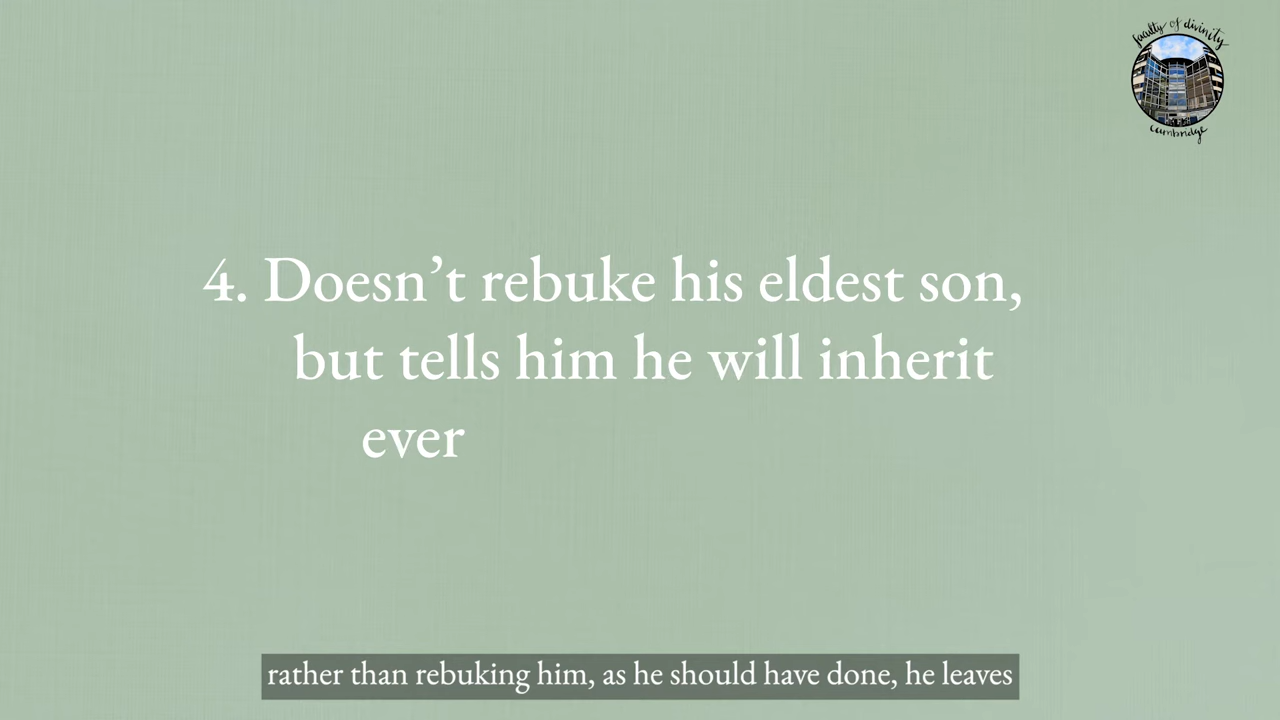 faculty of divinity
cambridge
4. Doesn’t rebuke his eldest son,
but tells him he will inherit
ever
rather than rebuking him, as he should have done, he leaves